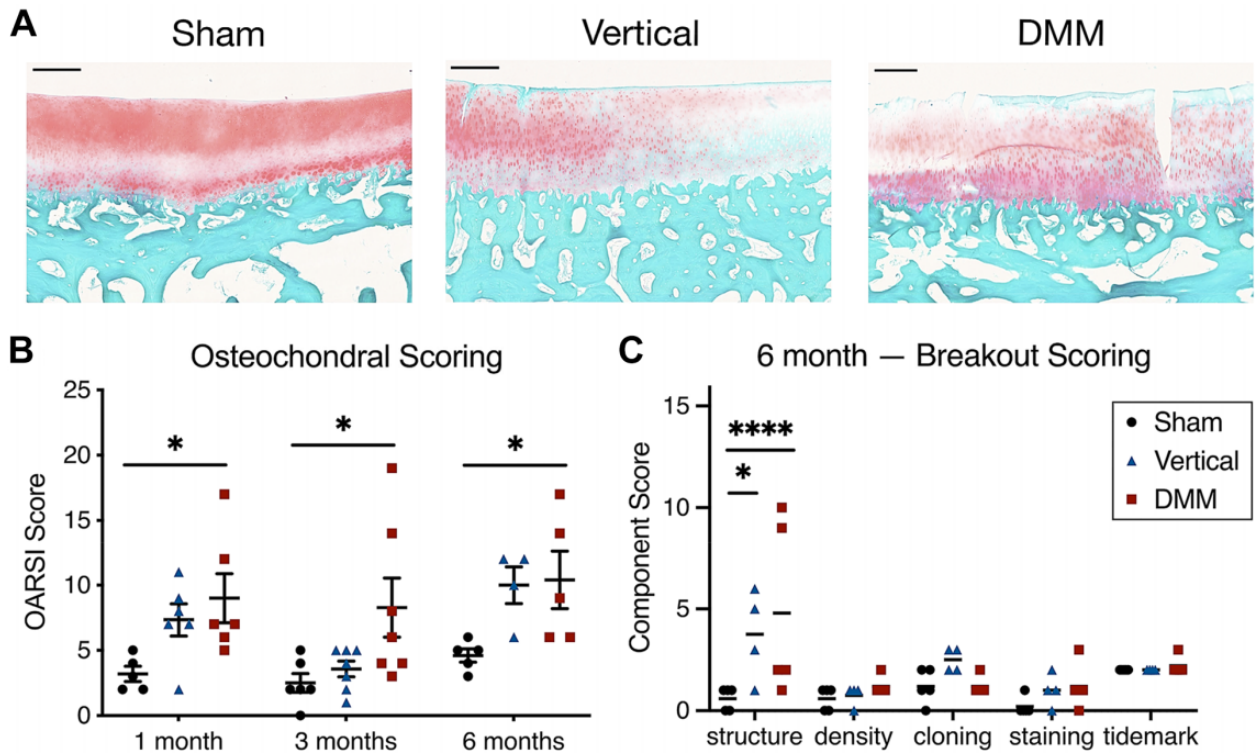 A
Sham
Vertical
DMM
B
Osteochondral Scoring
OARSI Score
25
20
15
10
5
0
*
*
*
1 month
3 months
6 months
C
6 month — Breakout Scoring
Component Score
15
10
5
0
****
*
Sham
Vertical
DMM
structure
density
cloning
staining
tidemark